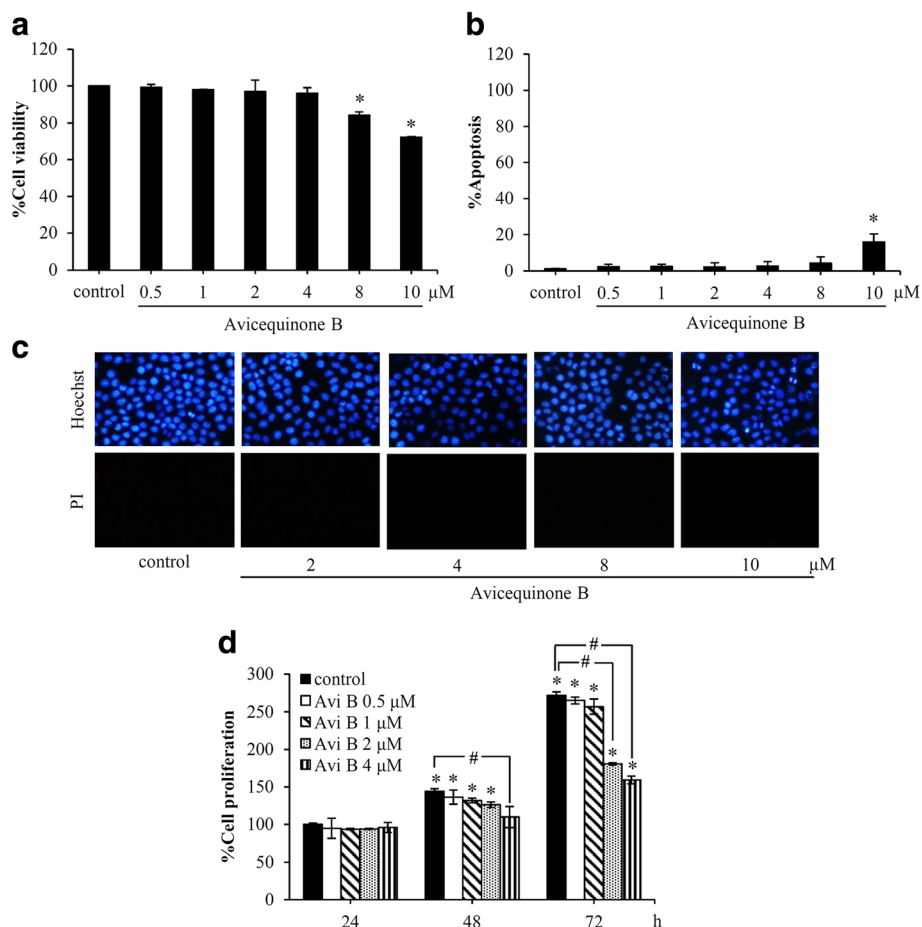 a
120
100
80
60
40
20
0
%Cell viability
*
*
control 0.5 1 2 4 8 10 µM
Avicequinone B
b
120
100
80
60
40
20
0
%Apoptosis
*
control 0.5 1 2 4 8 10 µM
Avicequinone B
c
Hoechst
PI
control 2 4 8 10 µM
Avicequinone B
d
300
250
200
150
100
50
0
%Cell proliferation
control
Avi B 0.5 µM
Avi B 1 µM
Avi B 2 µM
Avi B 4 µM
#
* * * *
#
#
* * *
*
*
24 48 72 h